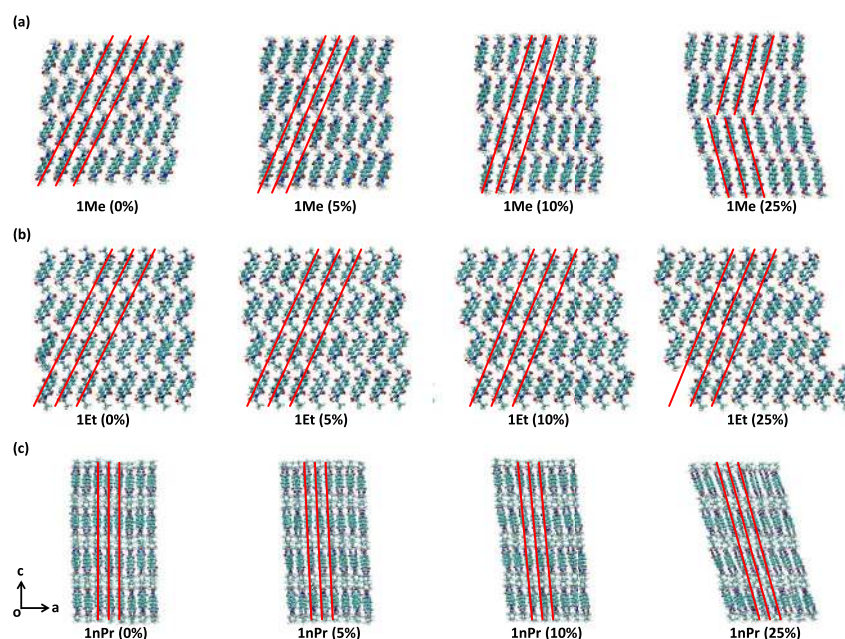 (a)
1Me (0%) 1Me (5%) 1Me (10%) 1Me (25%)
(b)
1Et (0%) 1Et (5%) 1Et (10%) 1Et (25%)
(c)
c
o a
1nPr (0%) 1nPr (5%) 1nPr (10%) 1nPr (25%)